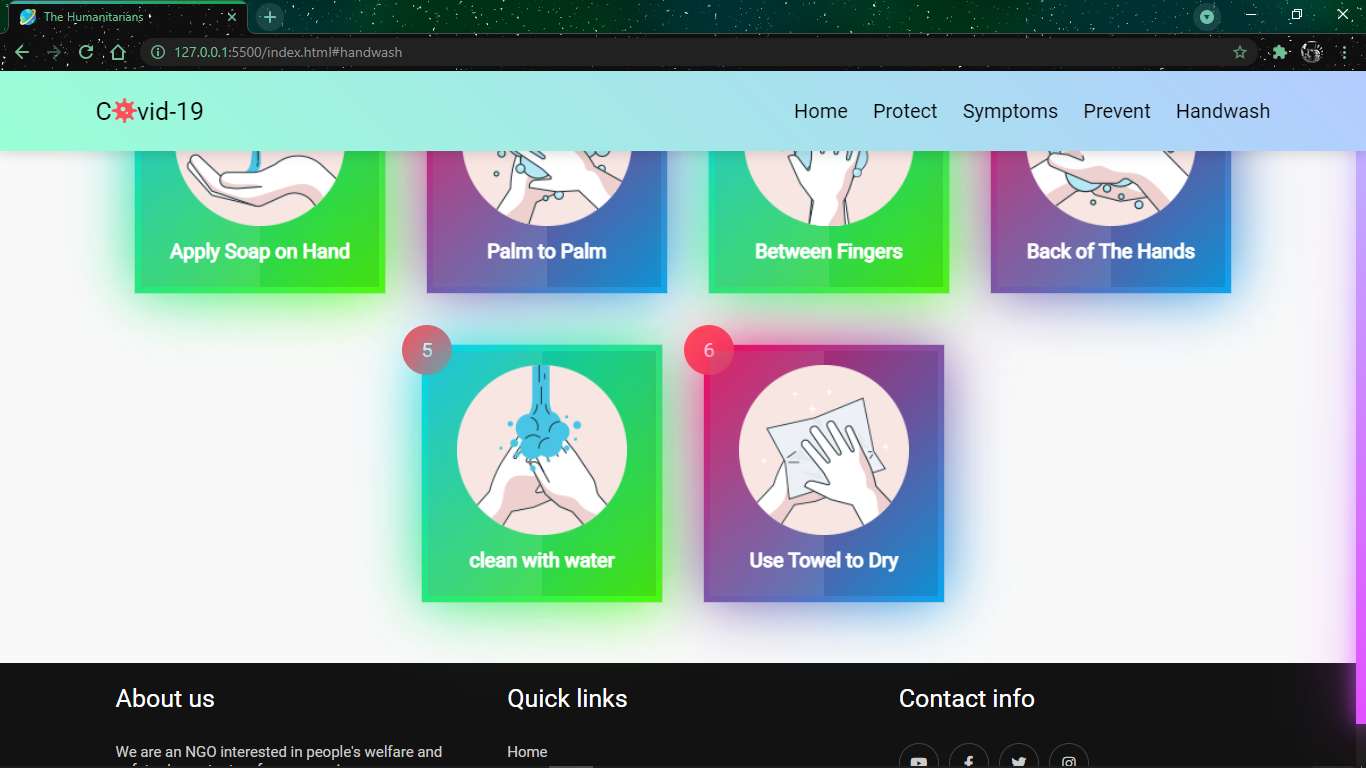 The Humanitarians
127.0.0.1:5500/index.html#handwash
Covid-19
Home Protect Symptoms Prevent Handwash
Apply Soap on Hand
Palm to Palm
Between Fingers
Back of The Hands
5
clean with water
6
Use Towel to Dry
About us
We are an NGO interested in people's welfare and
Quick links
Home
Contact info